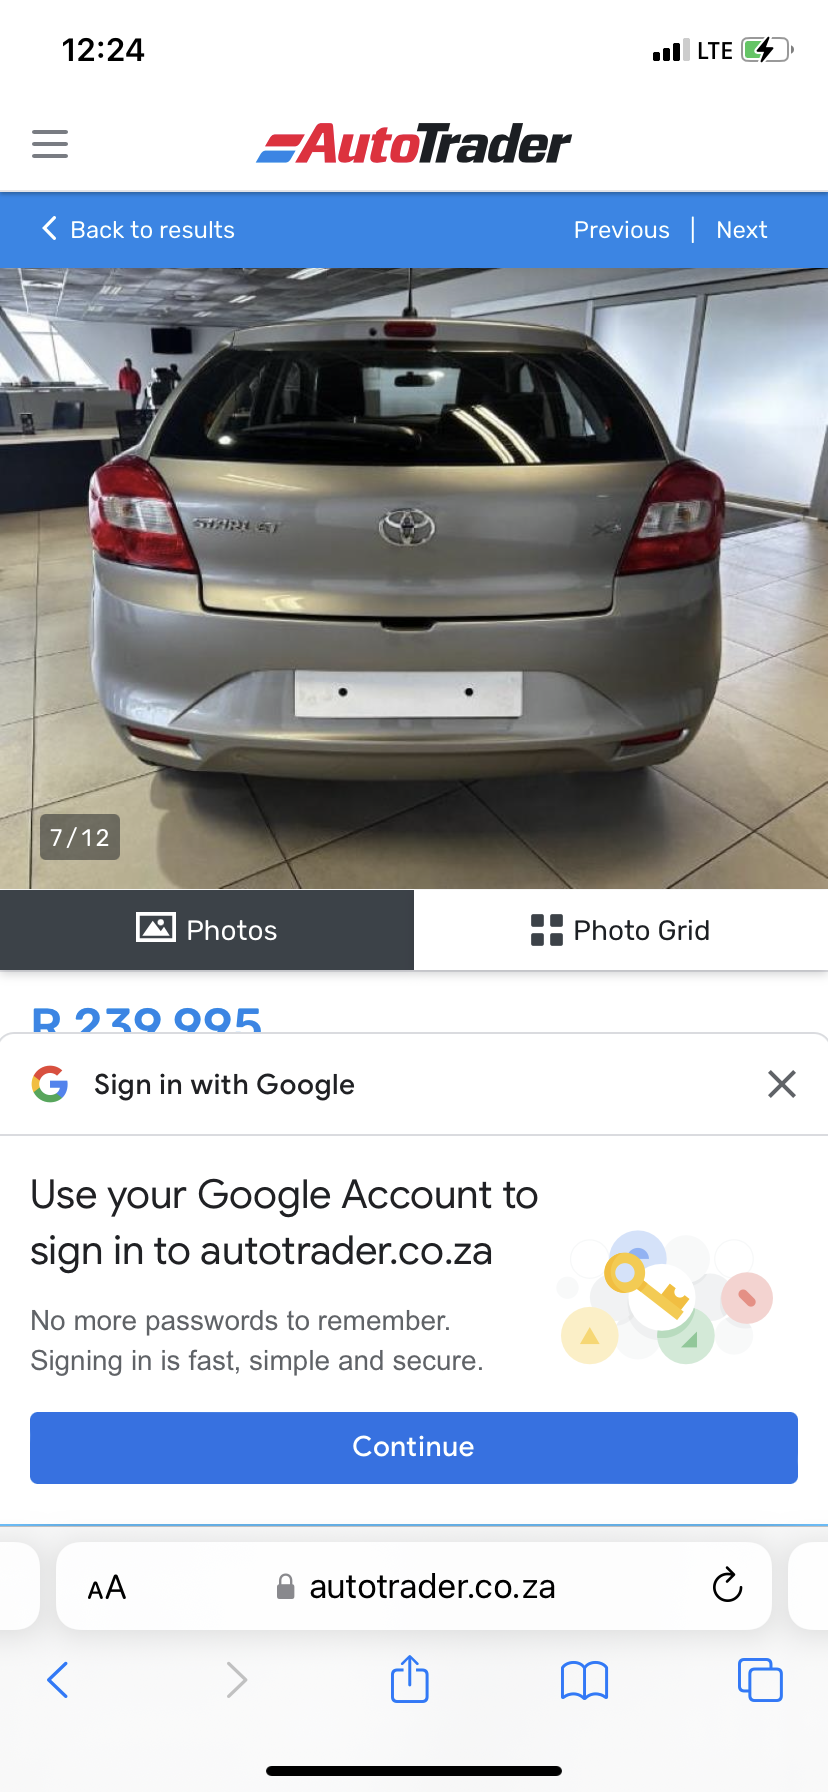 12:24
LTE
AutoTrader
Back to results
Previous | Next
STARLET
7/12
Photos
Photo Grid
R 239 995
Sign in with Google
Use your Google Account to
sign in to autotrader.co.za
No more passwords to remember.
Signing in is fast, simple and secure.
Continue
AA
autotrader.co.za